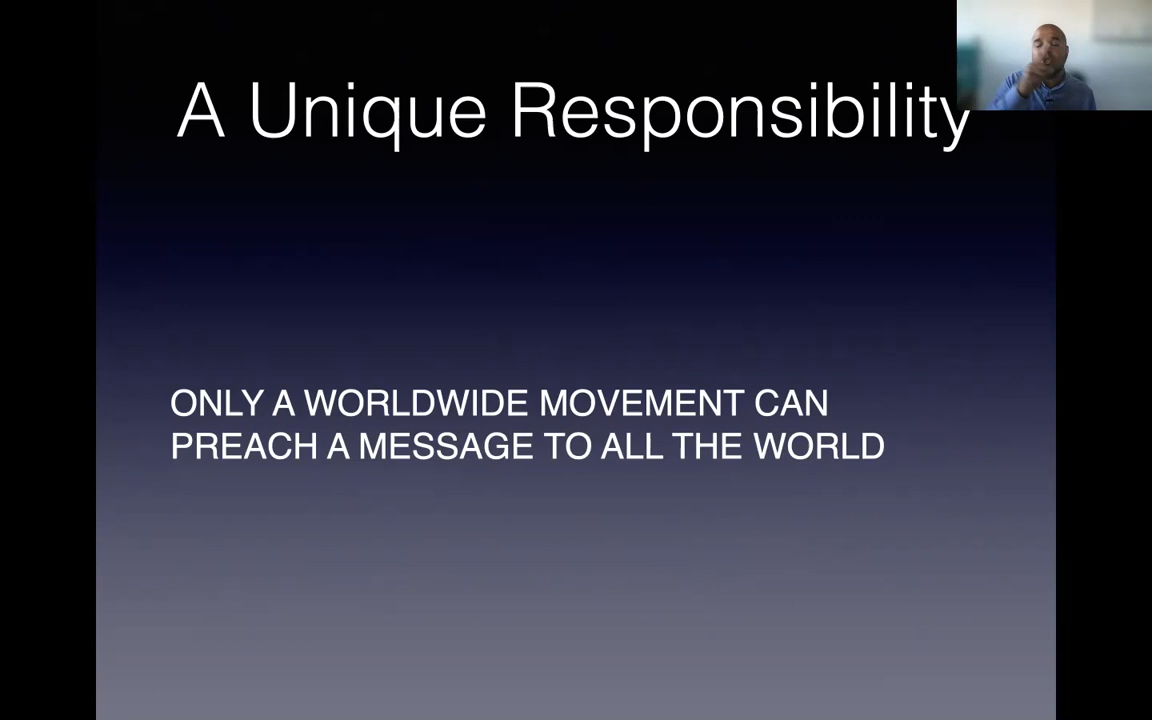 A Unique Responsibility
ONLY A WORLDWIDE MOVEMENT CAN
PREACH A MESSAGE TO ALL THE WORLD